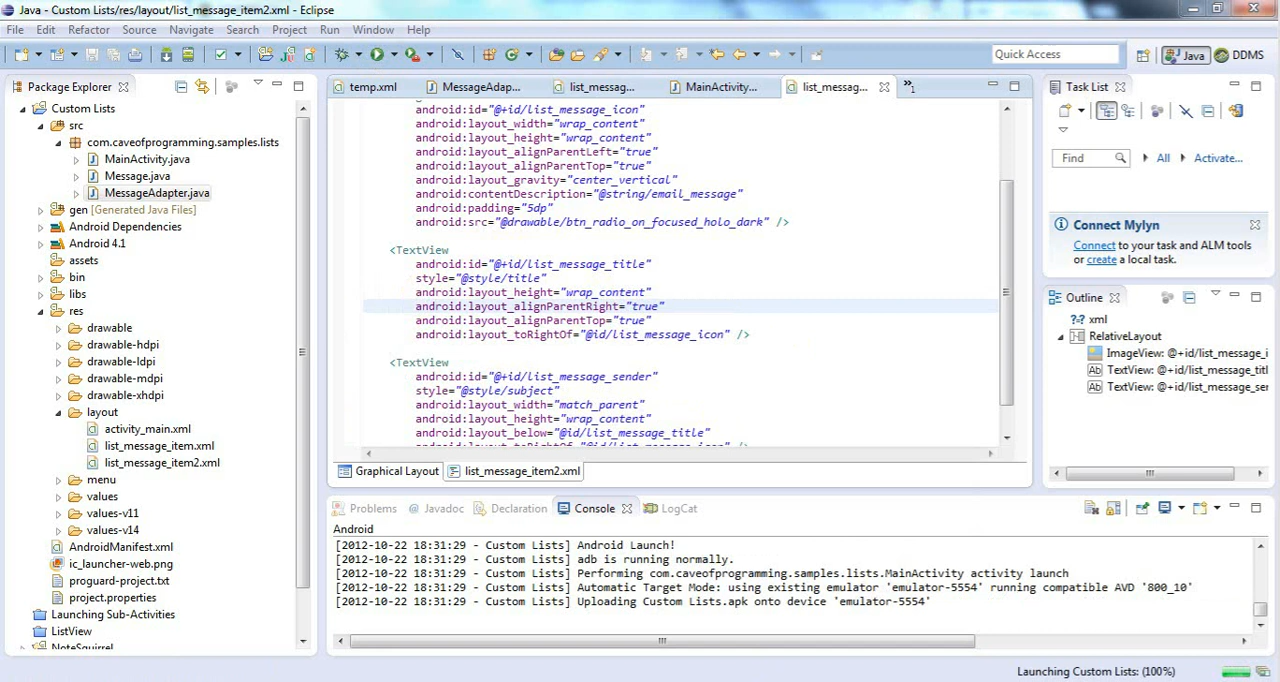 Java - Custom Lists/res/layout/list_message_item2.xml - Eclipse
File Edit Refactor Source Navigate Search Project Run Window Help
Quick Access Java DDMS
Package Explorer
Custom Lists
src
com.caveofprogramming.samples.lists
MainActivity.java
Message.java
MessageAdapter.java
gen [Generated Java Files]
Android Dependencies
Android 4.1
assets
bin
libs
res
drawable
drawable-hdpi
drawable-ldpi
drawable-mdpi
drawable-xhdpi
layout
activity_main.xml
list_message_item.xml
list_message_item2.xml
menu
values
values-v11
values-v14
AndroidManifest.xml
ic_launcher-web.png
proguard-project.txt
project.properties
Launching Sub-Activities
ListView
NoteSquirrel
temp.xml MessageAdap... list_messag... MainActivity.... list_messag... »1
android:id="@+id/list_message_icon"
android:layout_width="wrap_content"
android:layout_height="wrap_content"
android:layout_alignParentLeft="true"
android:layout_alignParentTop="true"
android:layout_gravity="center_vertical"
android:contentDescription="@string/email_message"
android:padding="5dp"
android:src="@drawable/btn_radio_on_focused_holo_dark" />
<TextView
android:id="@+id/list_message_title"
style="@style/title"
android:layout_height="wrap_content"
android:layout_alignParentRight="true"
android:layout_alignParentTop="true"
android:layout_toRightOf="@id/list_message_icon" />
<TextView
android:id="@+id/list_message_sender"
style="@style/subject"
android:layout_width="match_parent"
android:layout_height="wrap_content"
android:layout_below="@id/list_message_title"
android:layout_toRightOf="@id/list_message_icon" />
Graphical Layout list_message_item2.xml
Problems @ Javadoc Declaration Console LogCat
Android
[2012-10-22 18:31:29 - Custom Lists] Android Launch!
[2012-10-22 18:31:29 - Custom Lists] adb is running normally.
[2012-10-22 18:31:29 - Custom Lists] Performing com.caveofprogramming.samples.lists.MainActivity activity launch
[2012-10-22 18:31:29 - Custom Lists] Automatic Target Mode: using existing emulator 'emulator-5554' running compatible AVD '800_10'
[2012-10-22 18:31:29 - Custom Lists] Uploading Custom Lists.apk onto device 'emulator-5554'
Task List
Find All Activate...
Connect Mylyn
Connect to your task and ALM tools
or create a local task.
Outline
?=? xml
RelativeLayout
ImageView: @+id/list_message_i
Ab TextView: @+id/list_message_titl
Ab TextView: @+id/list_message_ser
Launching Custom Lists: (100%)